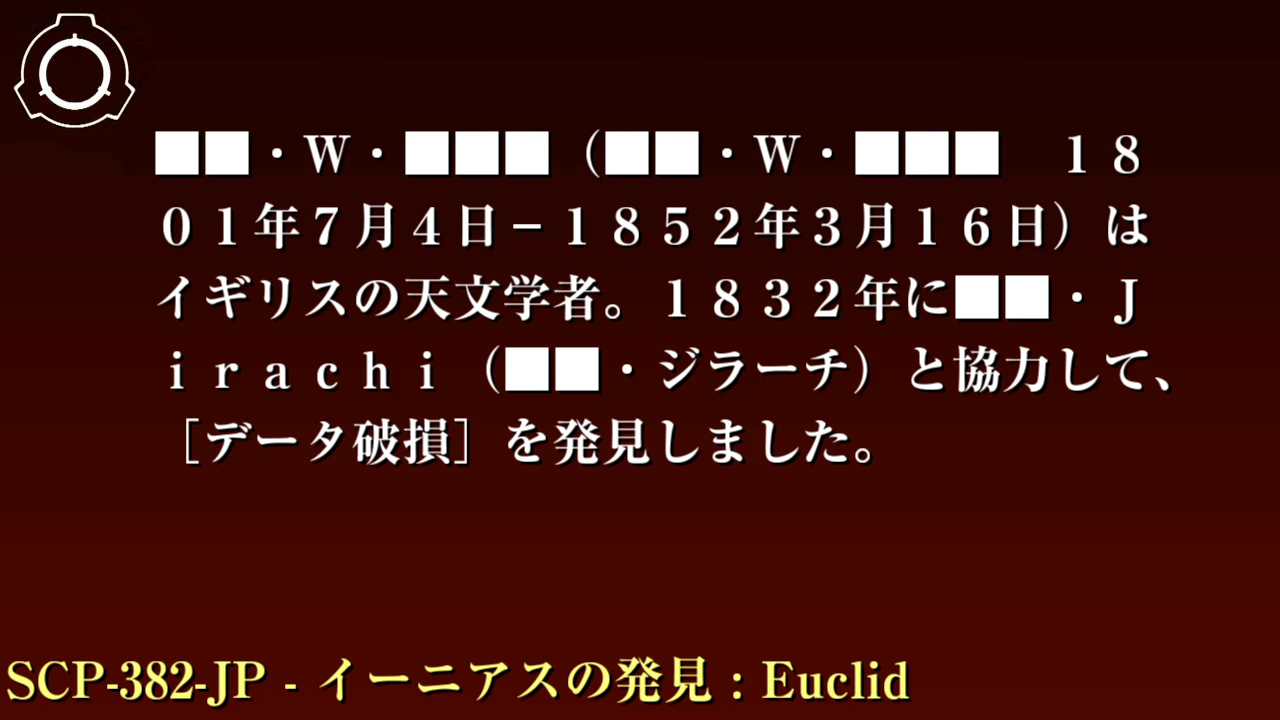 ■■・W・■■■（■■・W・■■■　１８
０１年７月４日−１８５２年３月１６日）は
イギリスの天文学者。１８３２年に■■・Ｊ
ｉｒａｃｈｉ（■■・ジラーチ）と協力して、
［データ破損］を発見しました。
SCP-382-JP - イーニアスの発見 : Euclid